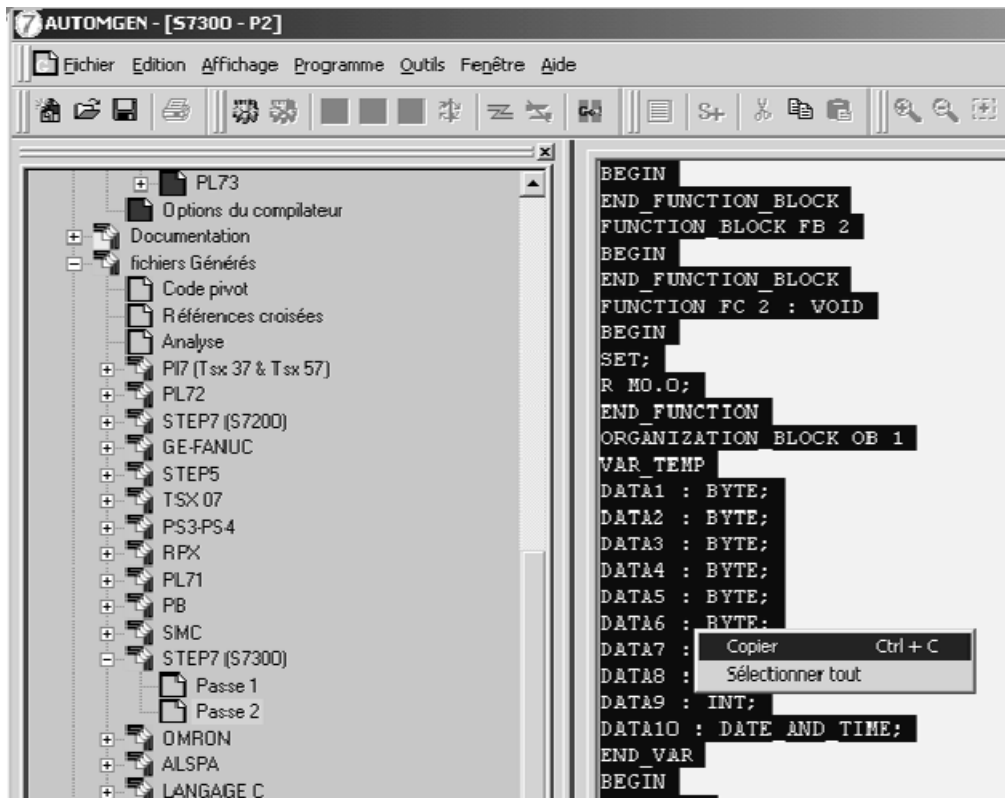 AUTOMGEN - [S7300 - P2]
Fichier Edition Affichage Programme Outils Fenêtre Aide
PL73
Options du compilateur
Documentation
fichiers Générés
Code pivot
Références croisées
Analyse
Pl7 (Tsx 37 & Tsx 57)
PL72
STEP7 (S7200)
GE-FANUC
STEP5
TSX 07
PS3-PS4
RPX
PL71
PB
SMC
STEP7 (S7300)
Passe 1
Passe 2
OMRON
ALSPA
LANGAGE C
BEGIN
END_FUNCTION_BLOCK
FUNCTION_BLOCK FB 2
BEGIN
END_FUNCTION_BLOCK
FUNCTION FC 2 : VOID
BEGIN
SET;
R M0.0;
END_FUNCTION
ORGANIZATION_BLOCK OB 1
VAR_TEMP
DATA1 : BYTE;
DATA2 : BYTE;
DATA3 : BYTE;
DATA4 : BYTE;
DATA5 : BYTE;
DATA6 : BYTE;
DATA7 :
DATA8 :
DATA9 : INT;
DATA10 : DATE_AND_TIME;
END_VAR
BEGIN
Copier Ctrl + C
Sélectionner tout